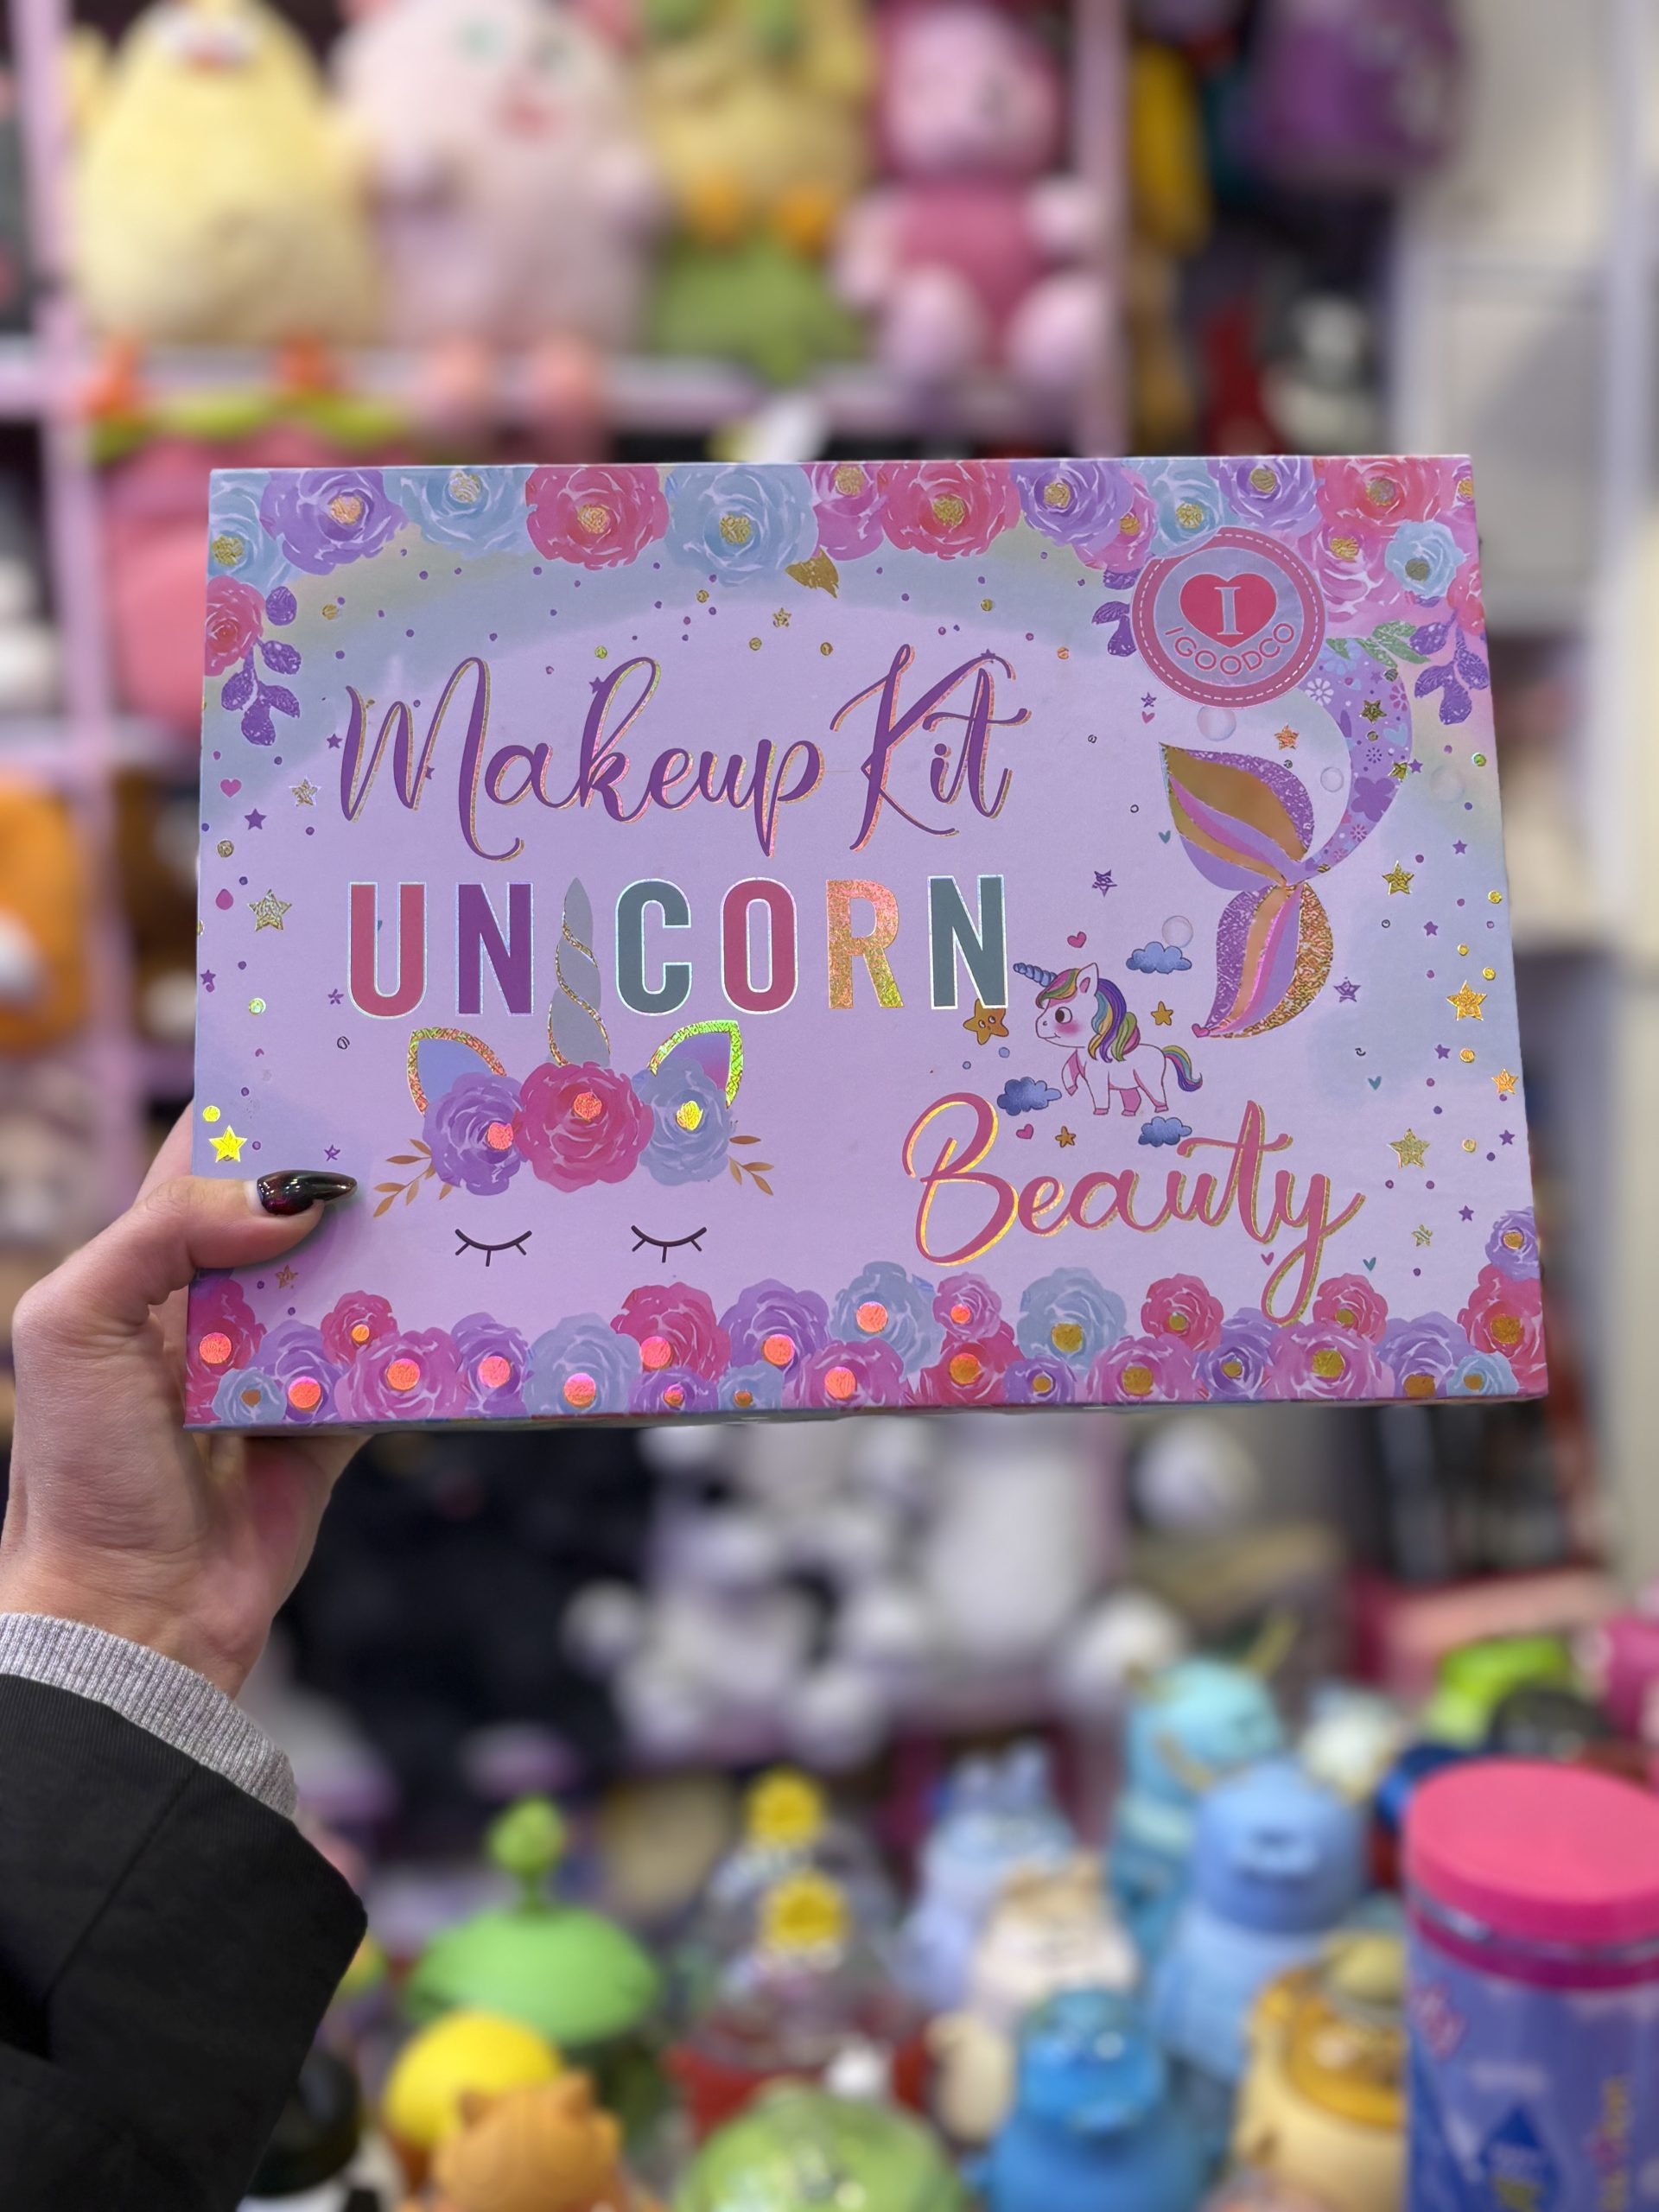 I
IGOODCO
Makeup Kit
UNICORN
Beauty